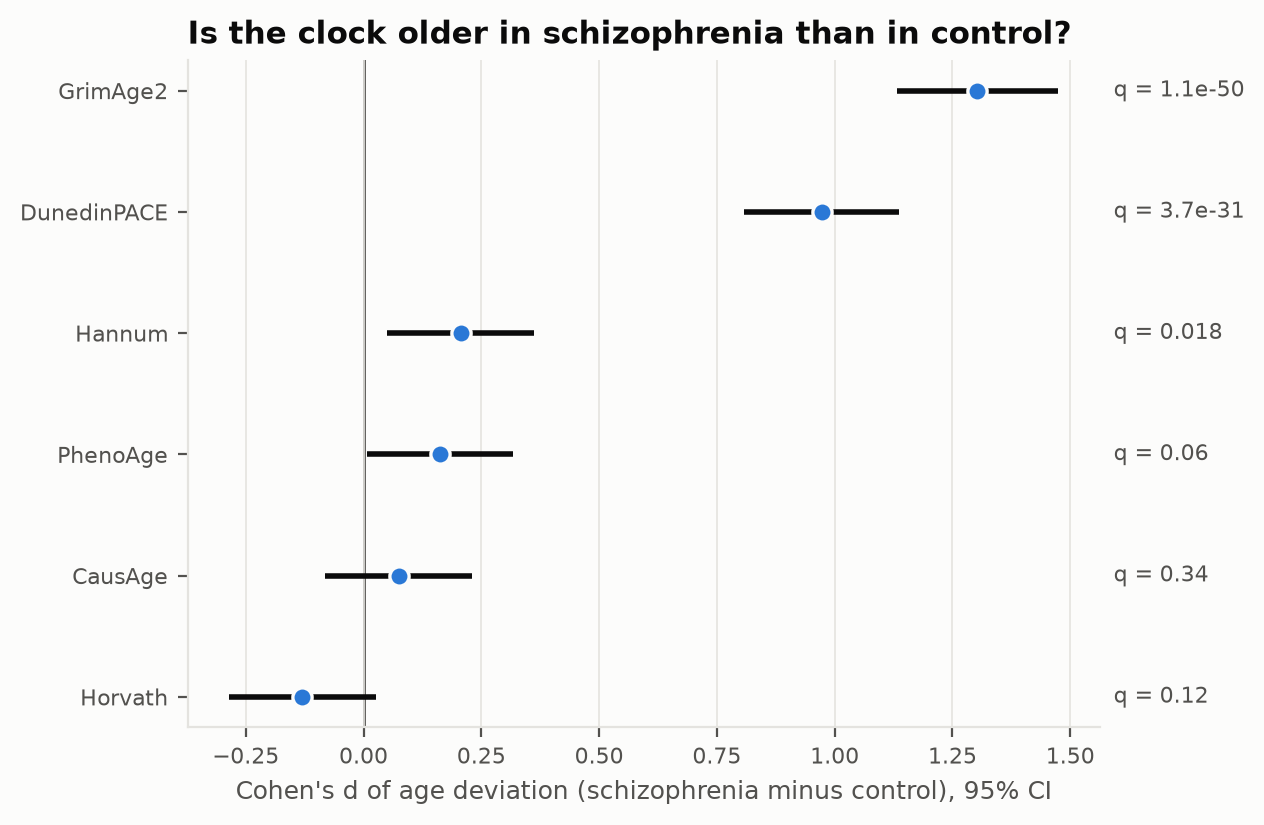 Is the clock older in schizophrenia than in control?
GrimAge2
q = 1.1e-50
DunedinPACE
q = 3.7e-31
Hannum
q = 0.018
PhenoAge
q = 0.06
CausAge
q = 0.34
Horvath
q = 0.12
−0.25 0.00 0.25 0.50 0.75 1.00 1.25 1.50
Cohen's d of age deviation (schizophrenia minus control), 95% CI